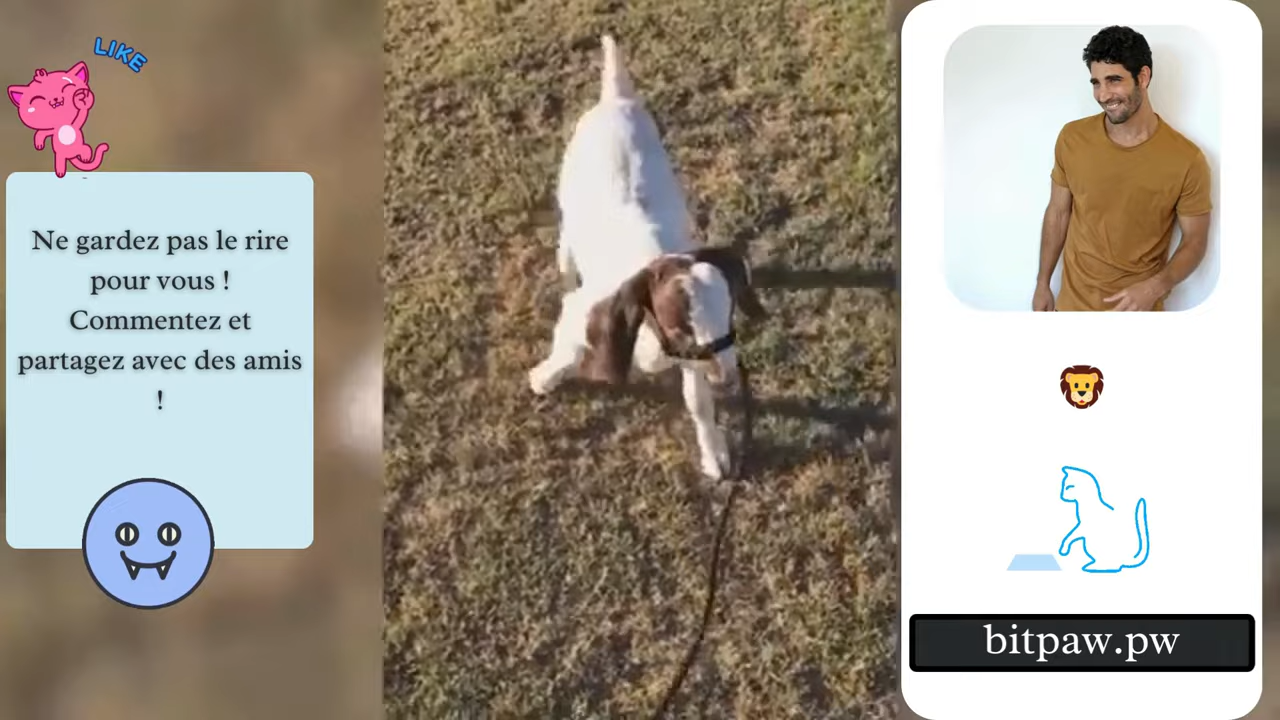 LIKE
Ne gardez pas le rire
pour vous !
Commentez et
partagez avec des amis
!
bitpaw.pw